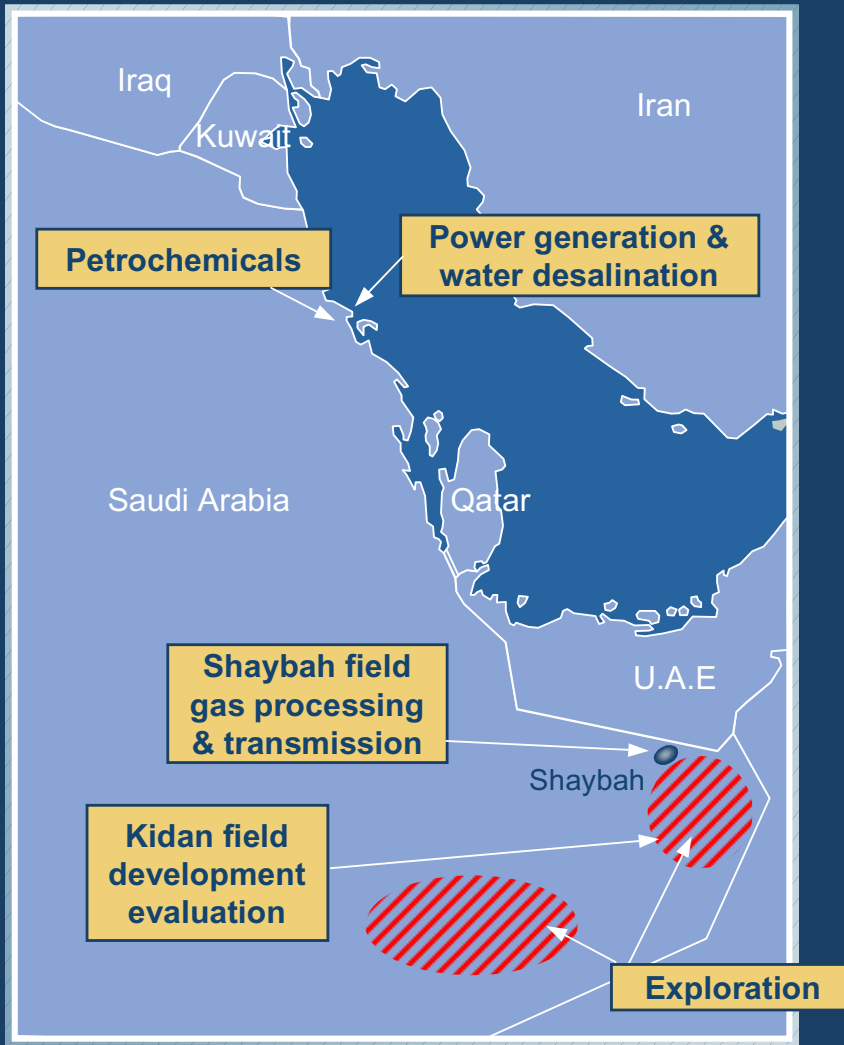 Iraq
Iran
Kuwait
Petrochemicals
Power generation &
water desalination
Saudi Arabia
Qatar
Shaybah field
gas processing
& transmission
U.A.E
Shaybah
Kidan field
development
evaluation
Exploration